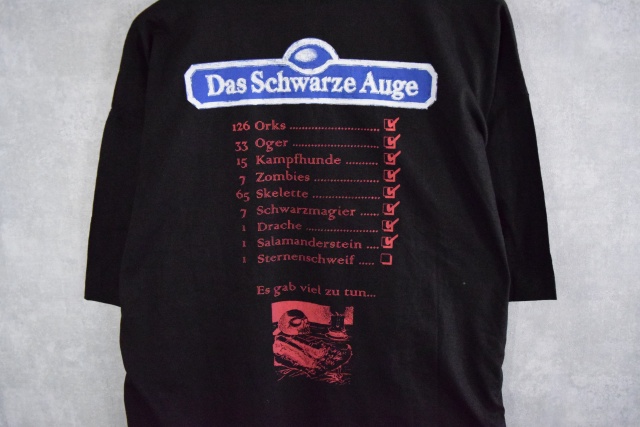 Das Schwarze Auge
126 Orks ..............................
33 Oger ..............................
15 Kampfhunde ..........
7 Zombies ......................
65 Skelette .......................
7 Schwarzmagier .....
1 Drache ........................
1 Salamanderstein ....
1 Sternenschweif .....
Es gab viel zu tun...